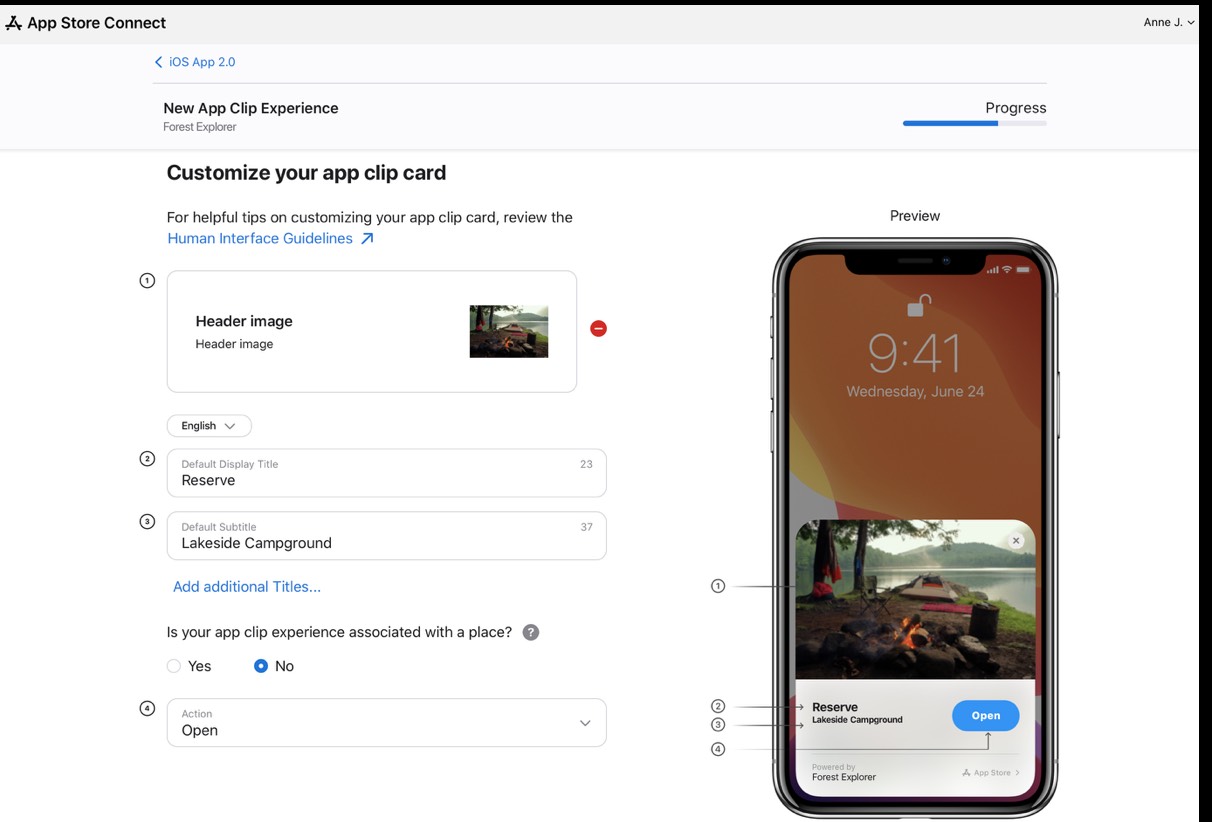 App Store Connect
Anne J.
iOS App 2.0
New App Clip Experience
Forest Explorer
Progress
Customize your app clip card
For helpful tips on customizing your app clip card, review the
Human Interface Guidelines
1
Header image
Header image
English
2
Default Display Title
23
Reserve
3
Default Subtitle
37
Lakeside Campground
Add additional Titles...
Is your app clip experience associated with a place? ?
Yes
No
4
Action
Open
Preview
9:41
Wednesday, June 24
1
2
Reserve
3
Lakeside Campground
Open
4
Powered by
Forest Explorer
App Store